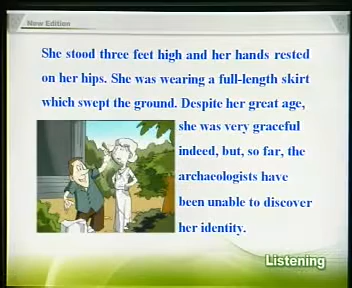 New Edition
She stood three feet high and her hands rested
on her hips. She was wearing a full-length skirt
which swept the ground. Despite her great age,
she was very graceful
indeed, but, so far, the
archaeologists have
been unable to discover
her identity.
Listening